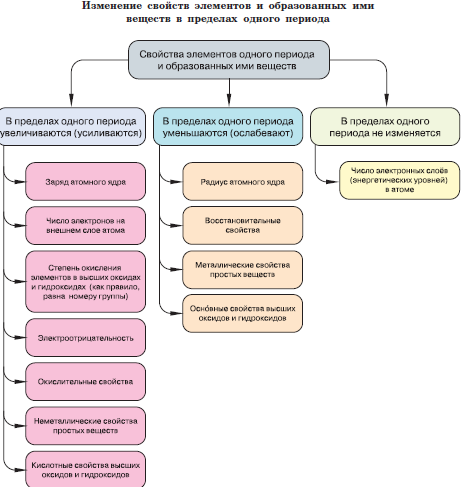 Изменение свойств элементов и образованных ими
веществ в пределах одного периода
Свойства элементов одного периода
и образованных ими веществ
В пределах одного периода
увеличиваются (усиливаются)
Заряд атомного ядра
Число электронов на
внешнем слое атома
Степень окисления
элементов в высших оксидах
и гидроксидах (как правило,
равна номеру группы)
Электроотрицательность
Окислительные свойства
Неметаллические свойства
простых веществ
Кислотные свойства высших
оксидов и гидроксидов
В пределах одного периода
уменьшаются (ослабевают)
Радиус атомного ядра
Восстановительные
свойства
Металлические свойства
простых веществ
Осно́вные свойства высших
оксидов и гидроксидов
В пределах одного
периода не изменяется
Число электронных слоёв
(энергетических уровней)
в атоме